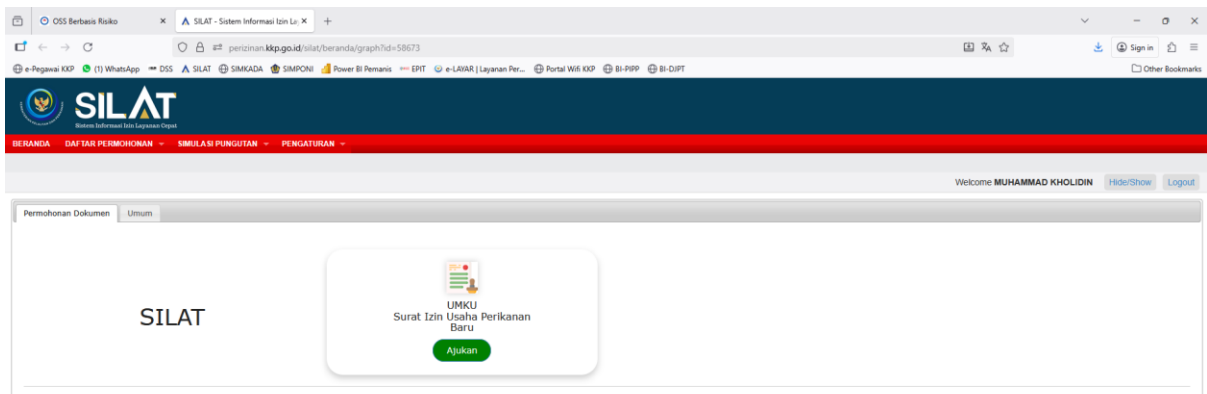 OSS Berbasis Risiko
SILAT - Sistem Informasi Izin La
perizinan.kkp.go.id/silat/beranda/graph?id=58673
Sign in
e-Pegawai KKP (1) WhatsApp DSS SILAT SIMKADA SIMPONI Power BI Pemanis EPIT e-LAYAR | Layanan Per... Portal Wifi KKP BI-PIPP BI-DJPT Other Bookmarks
SILAT
Sistem Informasi Izin Layanan Cepat
BERANDA DAFTAR PERMOHONAN SIMULASI PUNGUTAN PENGATURAN
Welcome MUHAMMAD KHOLIDIN Hide/Show Logout
Permohonan Dokumen Umum
SILAT
UMKU
Surat Izin Usaha Perikanan
Baru
Ajukan